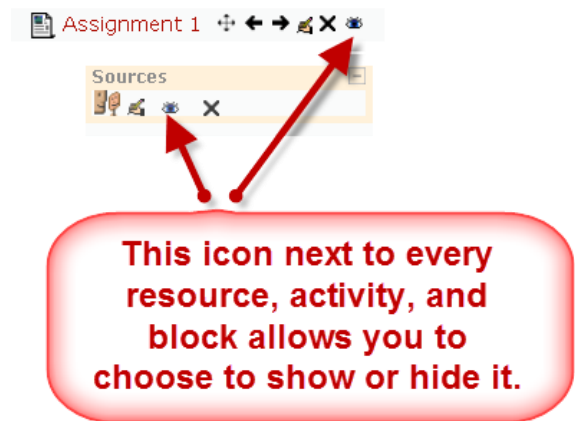 Assignment 1
Sources
This icon next to every
resource, activity, and
block allows you to
choose to show or hide it.